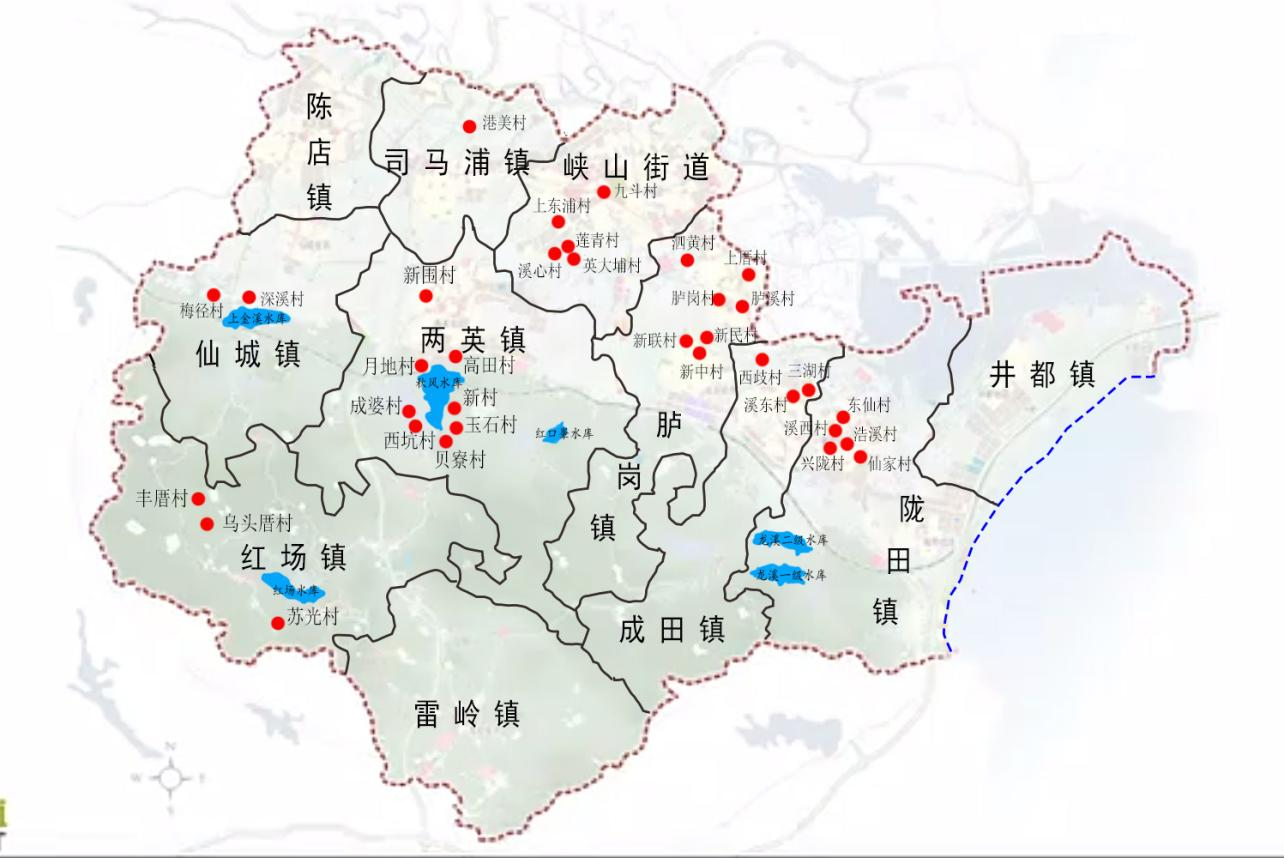 陈店镇
港美村
司马浦镇
峡山街道
九斗村
上东浦村
莲青村
溪心村
英大埔村
泗黄村
上厝村
新围村
胪岗村
胪溪村
梅径村
深溪村
上金溪水库
仙城镇
两英镇
新联村
新民村
新中村
月地村
高田村
秋风水库
西歧村
三湖村
井都镇
成婆村
新村
溪东村
东仙村
西坑村
玉石村
红口輋水库
胪岗镇
溪西村
浩溪村
贝寮村
兴陇村
仙家村
丰厝村
乌头厝村
陇田镇
红场镇
龙溪二级水库
龙溪一级水库
红场水库
苏光村
成田镇
雷岭镇
N
W
E
S